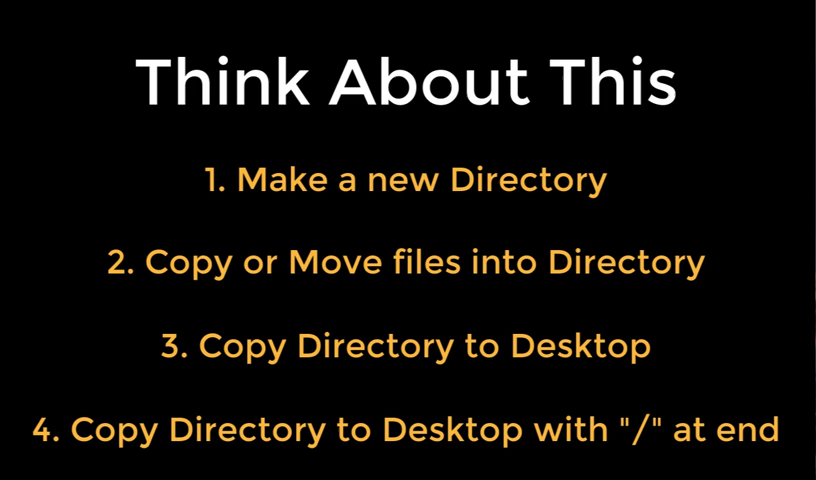 Think About This
1. Make a new Directory
2. Copy or Move files into Directory
3. Copy Directory to Desktop
4. Copy Directory to Desktop with "/" at end